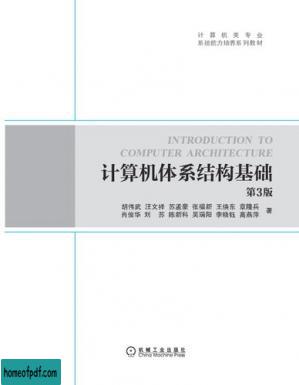 计算机类专业
系统能力培养系列教材
INTRODUCTION TO
COMPUTER ARCHITECTURE
计算机体系结构基础
第3版
胡伟武 汪文祥 苏孟豪 张福新 王焕东 章隆兵
肖俊华 刘 苏 陈新科 吴瑞阳 李晓钰 高燕萍 著
机械工业出版社
China Machine Press
homeofpdf.com
homeofpdf.com